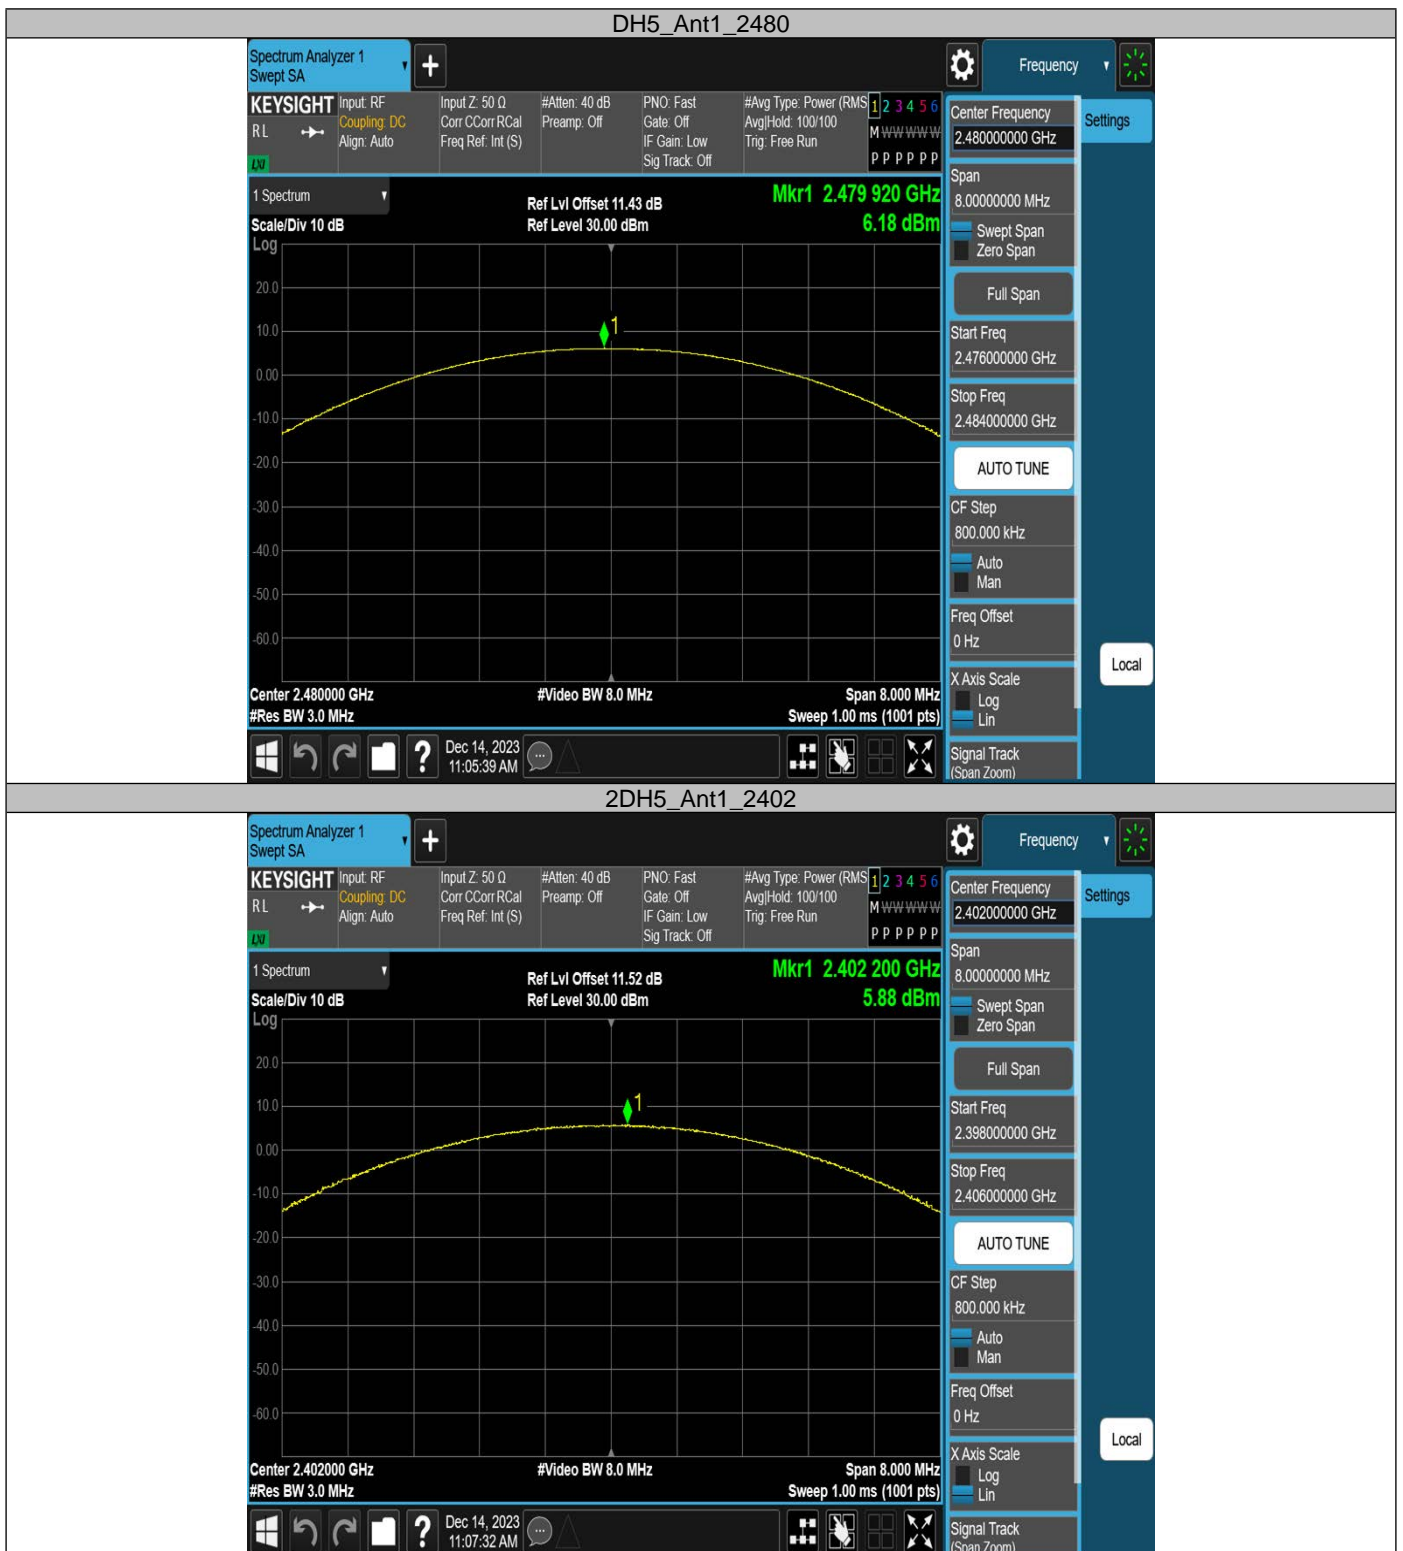 DH5_Ant1_2480
Spectrum Analyzer 1
Swept SA
Frequency
KEYSIGHT
RL
LXI
Input: RF
Coupling: DC
Align: Auto
Input Z: 50 Ω
Corr CCorr RCal
Freq Ref: Int (S)
#Atten: 40 dB
Preamp: Off
PNO: Fast
Gate: Off
IF Gain: Low
Sig Track: Off
#Avg Type: Power (RMS
Avg|Hold: 100/100
Trig: Free Run
1 2 3 4 5 6
M W W W W W
P P P P P P
Center Frequency
2.480000000 GHz
Settings
Span
8.00000000 MHz
Swept Span
Zero Span
Full Span
Start Freq
2.476000000 GHz
Stop Freq
2.484000000 GHz
AUTO TUNE
CF Step
800.000 kHz
Auto
Man
Freq Offset
0 Hz
X Axis Scale
Log
Lin
Signal Track
(Span Zoom)
Local
1 Spectrum
Scale/Div 10 dB
Log
Ref Lvl Offset 11.43 dB
Ref Level 30.00 dBm
Mkr1 2.479 920 GHz
6.18 dBm
1
20.0
10.0
0.00
-10.0
-20.0
-30.0
-40.0
-50.0
-60.0
Center 2.480000 GHz
#Res BW 3.0 MHz
#Video BW 8.0 MHz
Span 8.000 MHz
Sweep 1.00 ms (1001 pts)
Dec 14, 2023
11:05:39 AM
2DH5_Ant1_2402
Spectrum Analyzer 1
Swept SA
Frequency
KEYSIGHT
RL
LXI
Input: RF
Coupling: DC
Align: Auto
Input Z: 50 Ω
Corr CCorr RCal
Freq Ref: Int (S)
#Atten: 40 dB
Preamp: Off
PNO: Fast
Gate: Off
IF Gain: Low
Sig Track: Off
#Avg Type: Power (RMS
Avg|Hold: 100/100
Trig: Free Run
1 2 3 4 5 6
M W W W W W
P P P P P P
Center Frequency
2.402000000 GHz
Settings
Span
8.00000000 MHz
Swept Span
Zero Span
Full Span
Start Freq
2.398000000 GHz
Stop Freq
2.406000000 GHz
AUTO TUNE
CF Step
800.000 kHz
Auto
Man
Freq Offset
0 Hz
X Axis Scale
Log
Lin
Signal Track
(Span Zoom)
Local
1 Spectrum
Scale/Div 10 dB
Log
Ref Lvl Offset 11.52 dB
Ref Level 30.00 dBm
Mkr1 2.402 200 GHz
5.88 dBm
1
20.0
10.0
0.00
-10.0
-20.0
-30.0
-40.0
-50.0
-60.0
Center 2.402000 GHz
#Res BW 3.0 MHz
#Video BW 8.0 MHz
Span 8.000 MHz
Sweep 1.00 ms (1001 pts)
Dec 14, 2023
11:07:32 AM